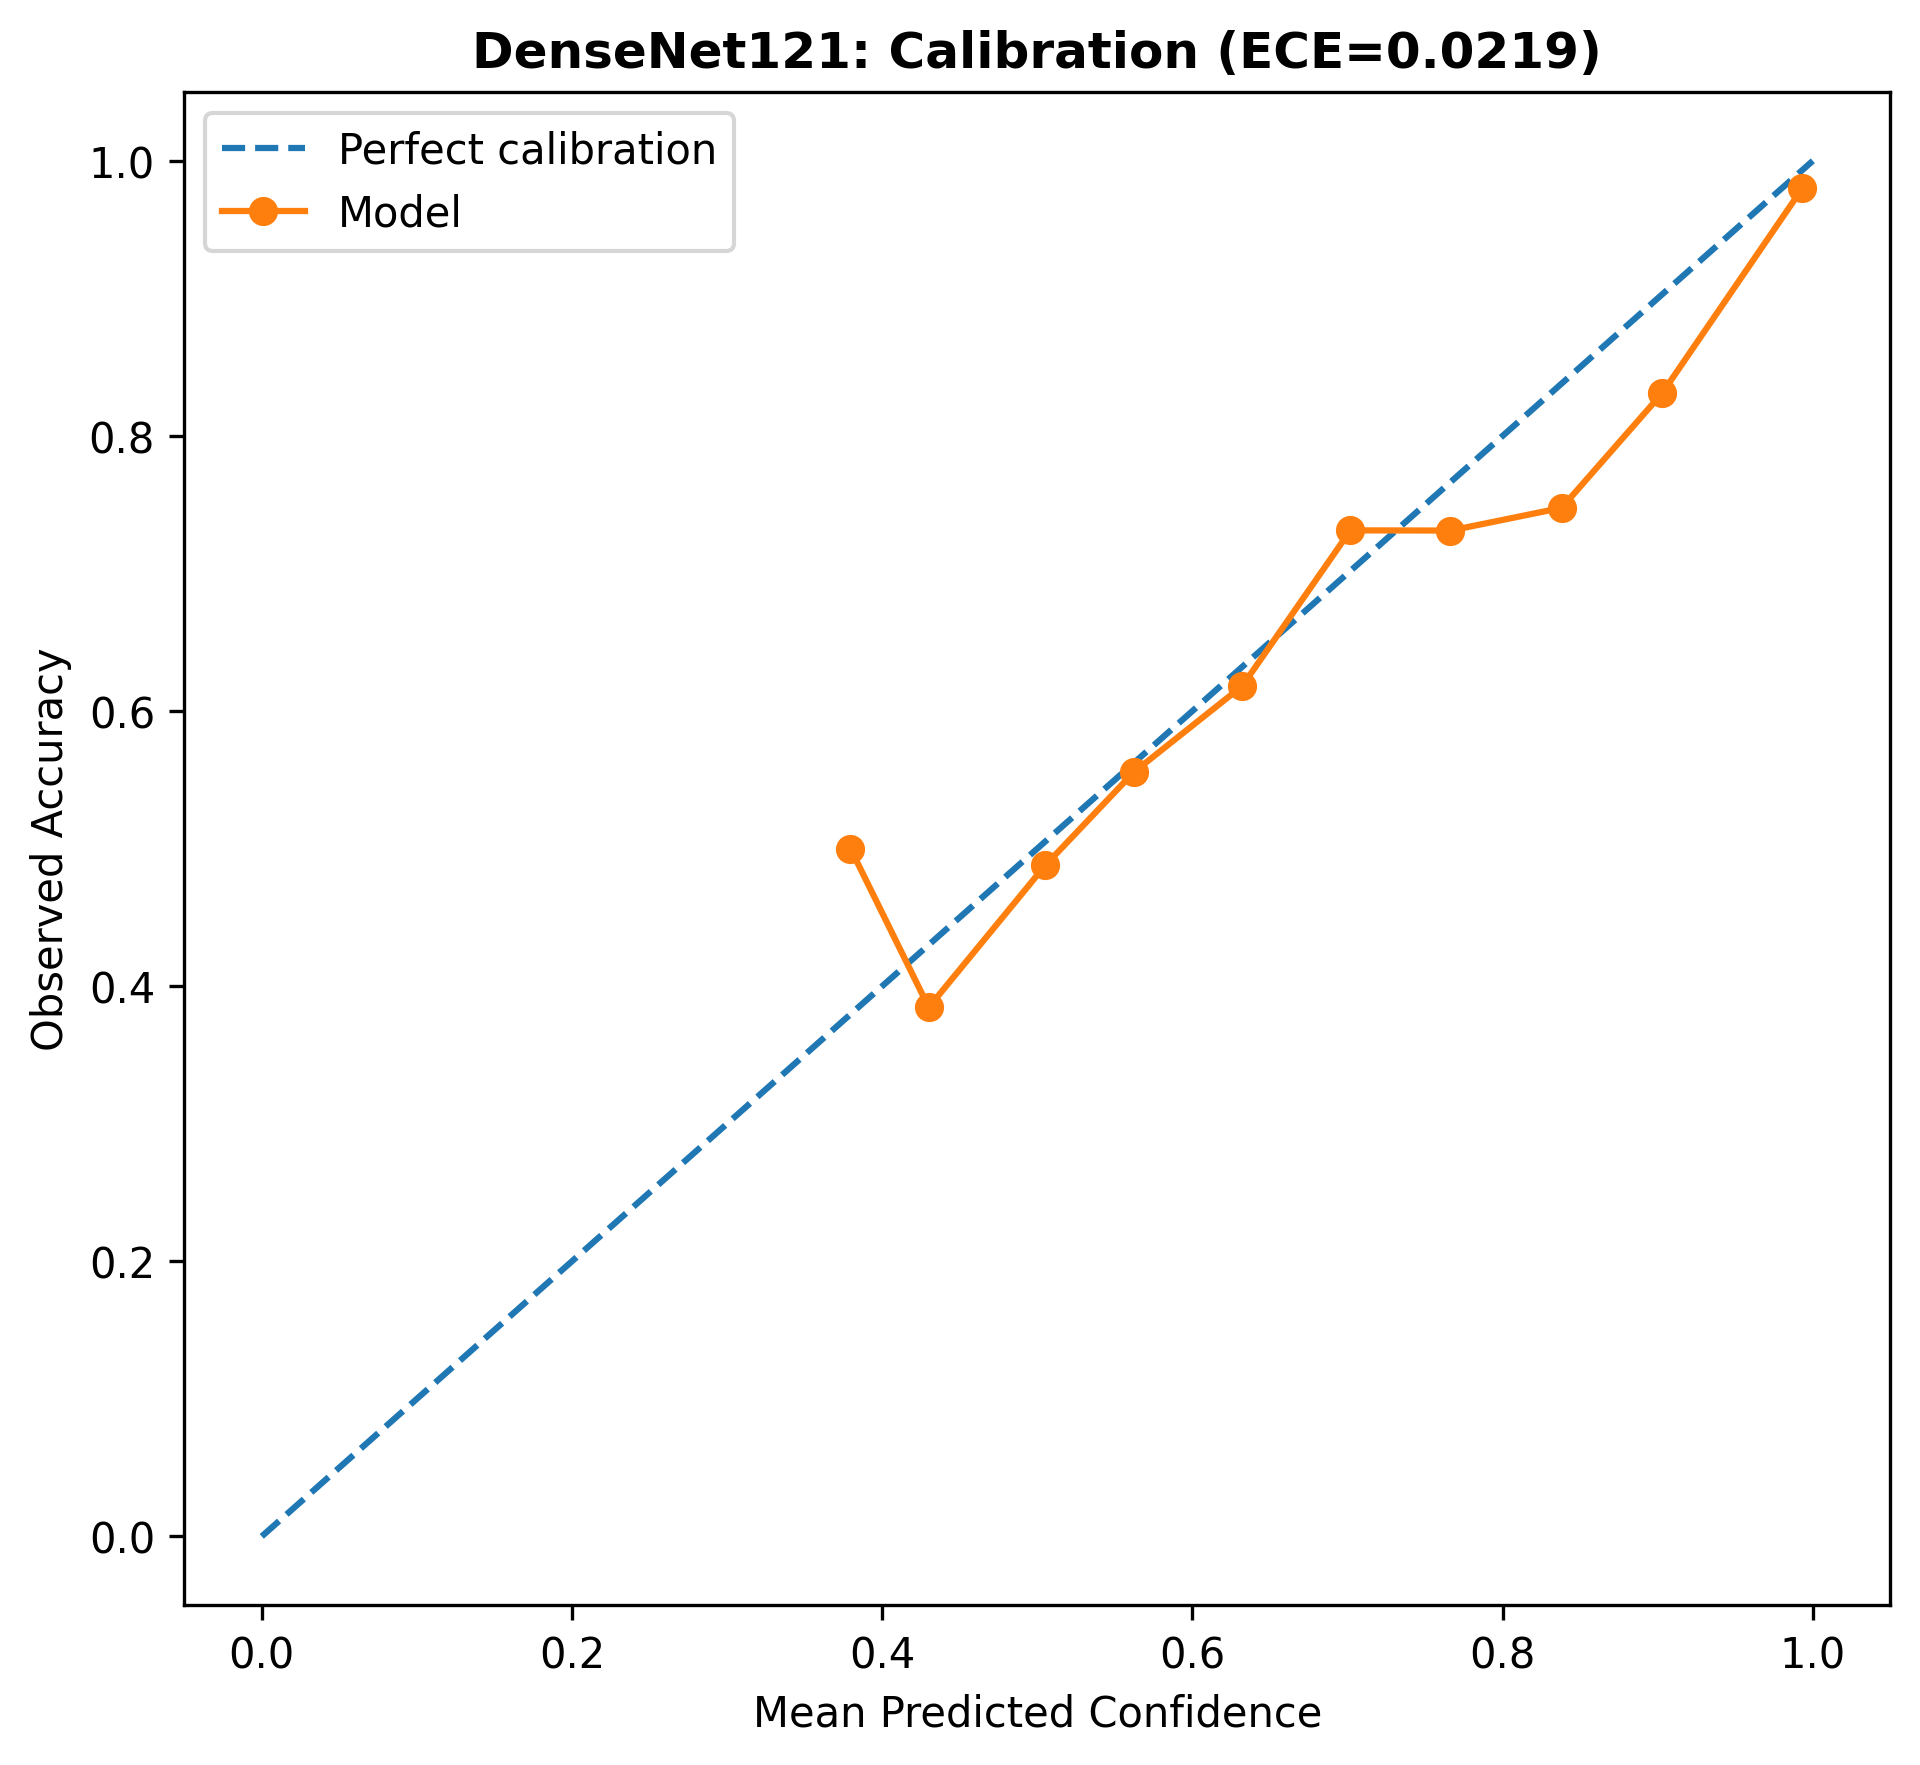 DenseNet121: Calibration (ECE=0.0219)
Perfect calibration
Model
1.0
0.8
0.6
0.4
0.2
0.0
Observed Accuracy
0.0 0.2 0.4 0.6 0.8 1.0
Mean Predicted Confidence